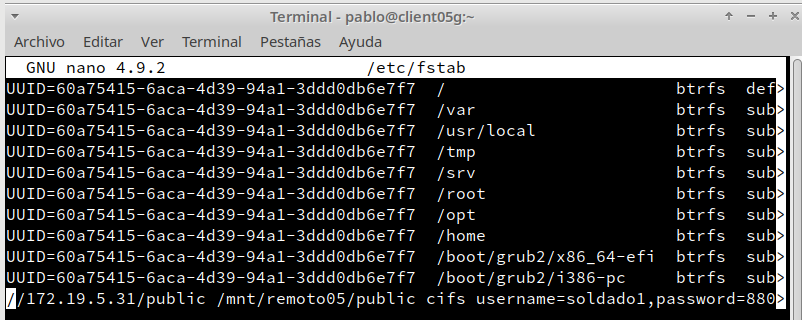 Terminal - pablo@client05g:~
Archivo Editar Ver Terminal Pestañas Ayuda
GNU nano 4.9.2 /etc/fstab
UUID=60a75415-6aca-4d39-94a1-3ddd0db6e7f7 / btrfs def>
UUID=60a75415-6aca-4d39-94a1-3ddd0db6e7f7 /var btrfs sub>
UUID=60a75415-6aca-4d39-94a1-3ddd0db6e7f7 /usr/local btrfs sub>
UUID=60a75415-6aca-4d39-94a1-3ddd0db6e7f7 /tmp btrfs sub>
UUID=60a75415-6aca-4d39-94a1-3ddd0db6e7f7 /srv btrfs sub>
UUID=60a75415-6aca-4d39-94a1-3ddd0db6e7f7 /root btrfs sub>
UUID=60a75415-6aca-4d39-94a1-3ddd0db6e7f7 /opt btrfs sub>
UUID=60a75415-6aca-4d39-94a1-3ddd0db6e7f7 /home btrfs sub>
UUID=60a75415-6aca-4d39-94a1-3ddd0db6e7f7 /boot/grub2/x86_64-efi btrfs sub>
UUID=60a75415-6aca-4d39-94a1-3ddd0db6e7f7 /boot/grub2/i386-pc btrfs sub>
//172.19.5.31/public /mnt/remoto05/public cifs username=soldado1,password=880>